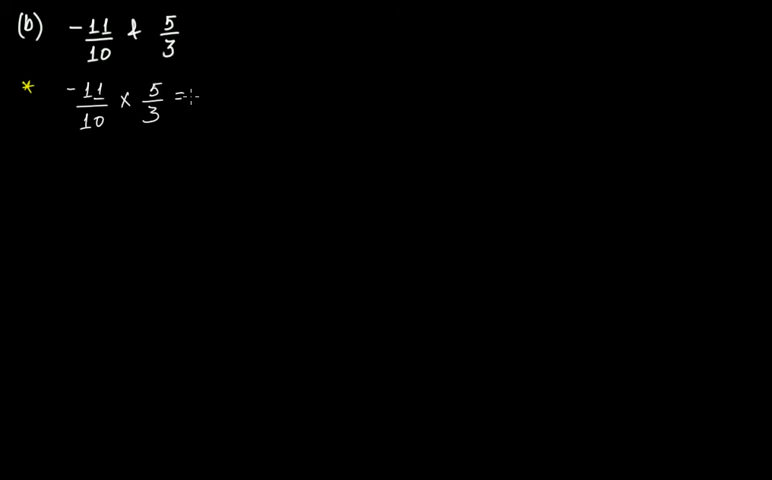 (b) -11/10 & 5/3
* -11/10 × 5/3 =